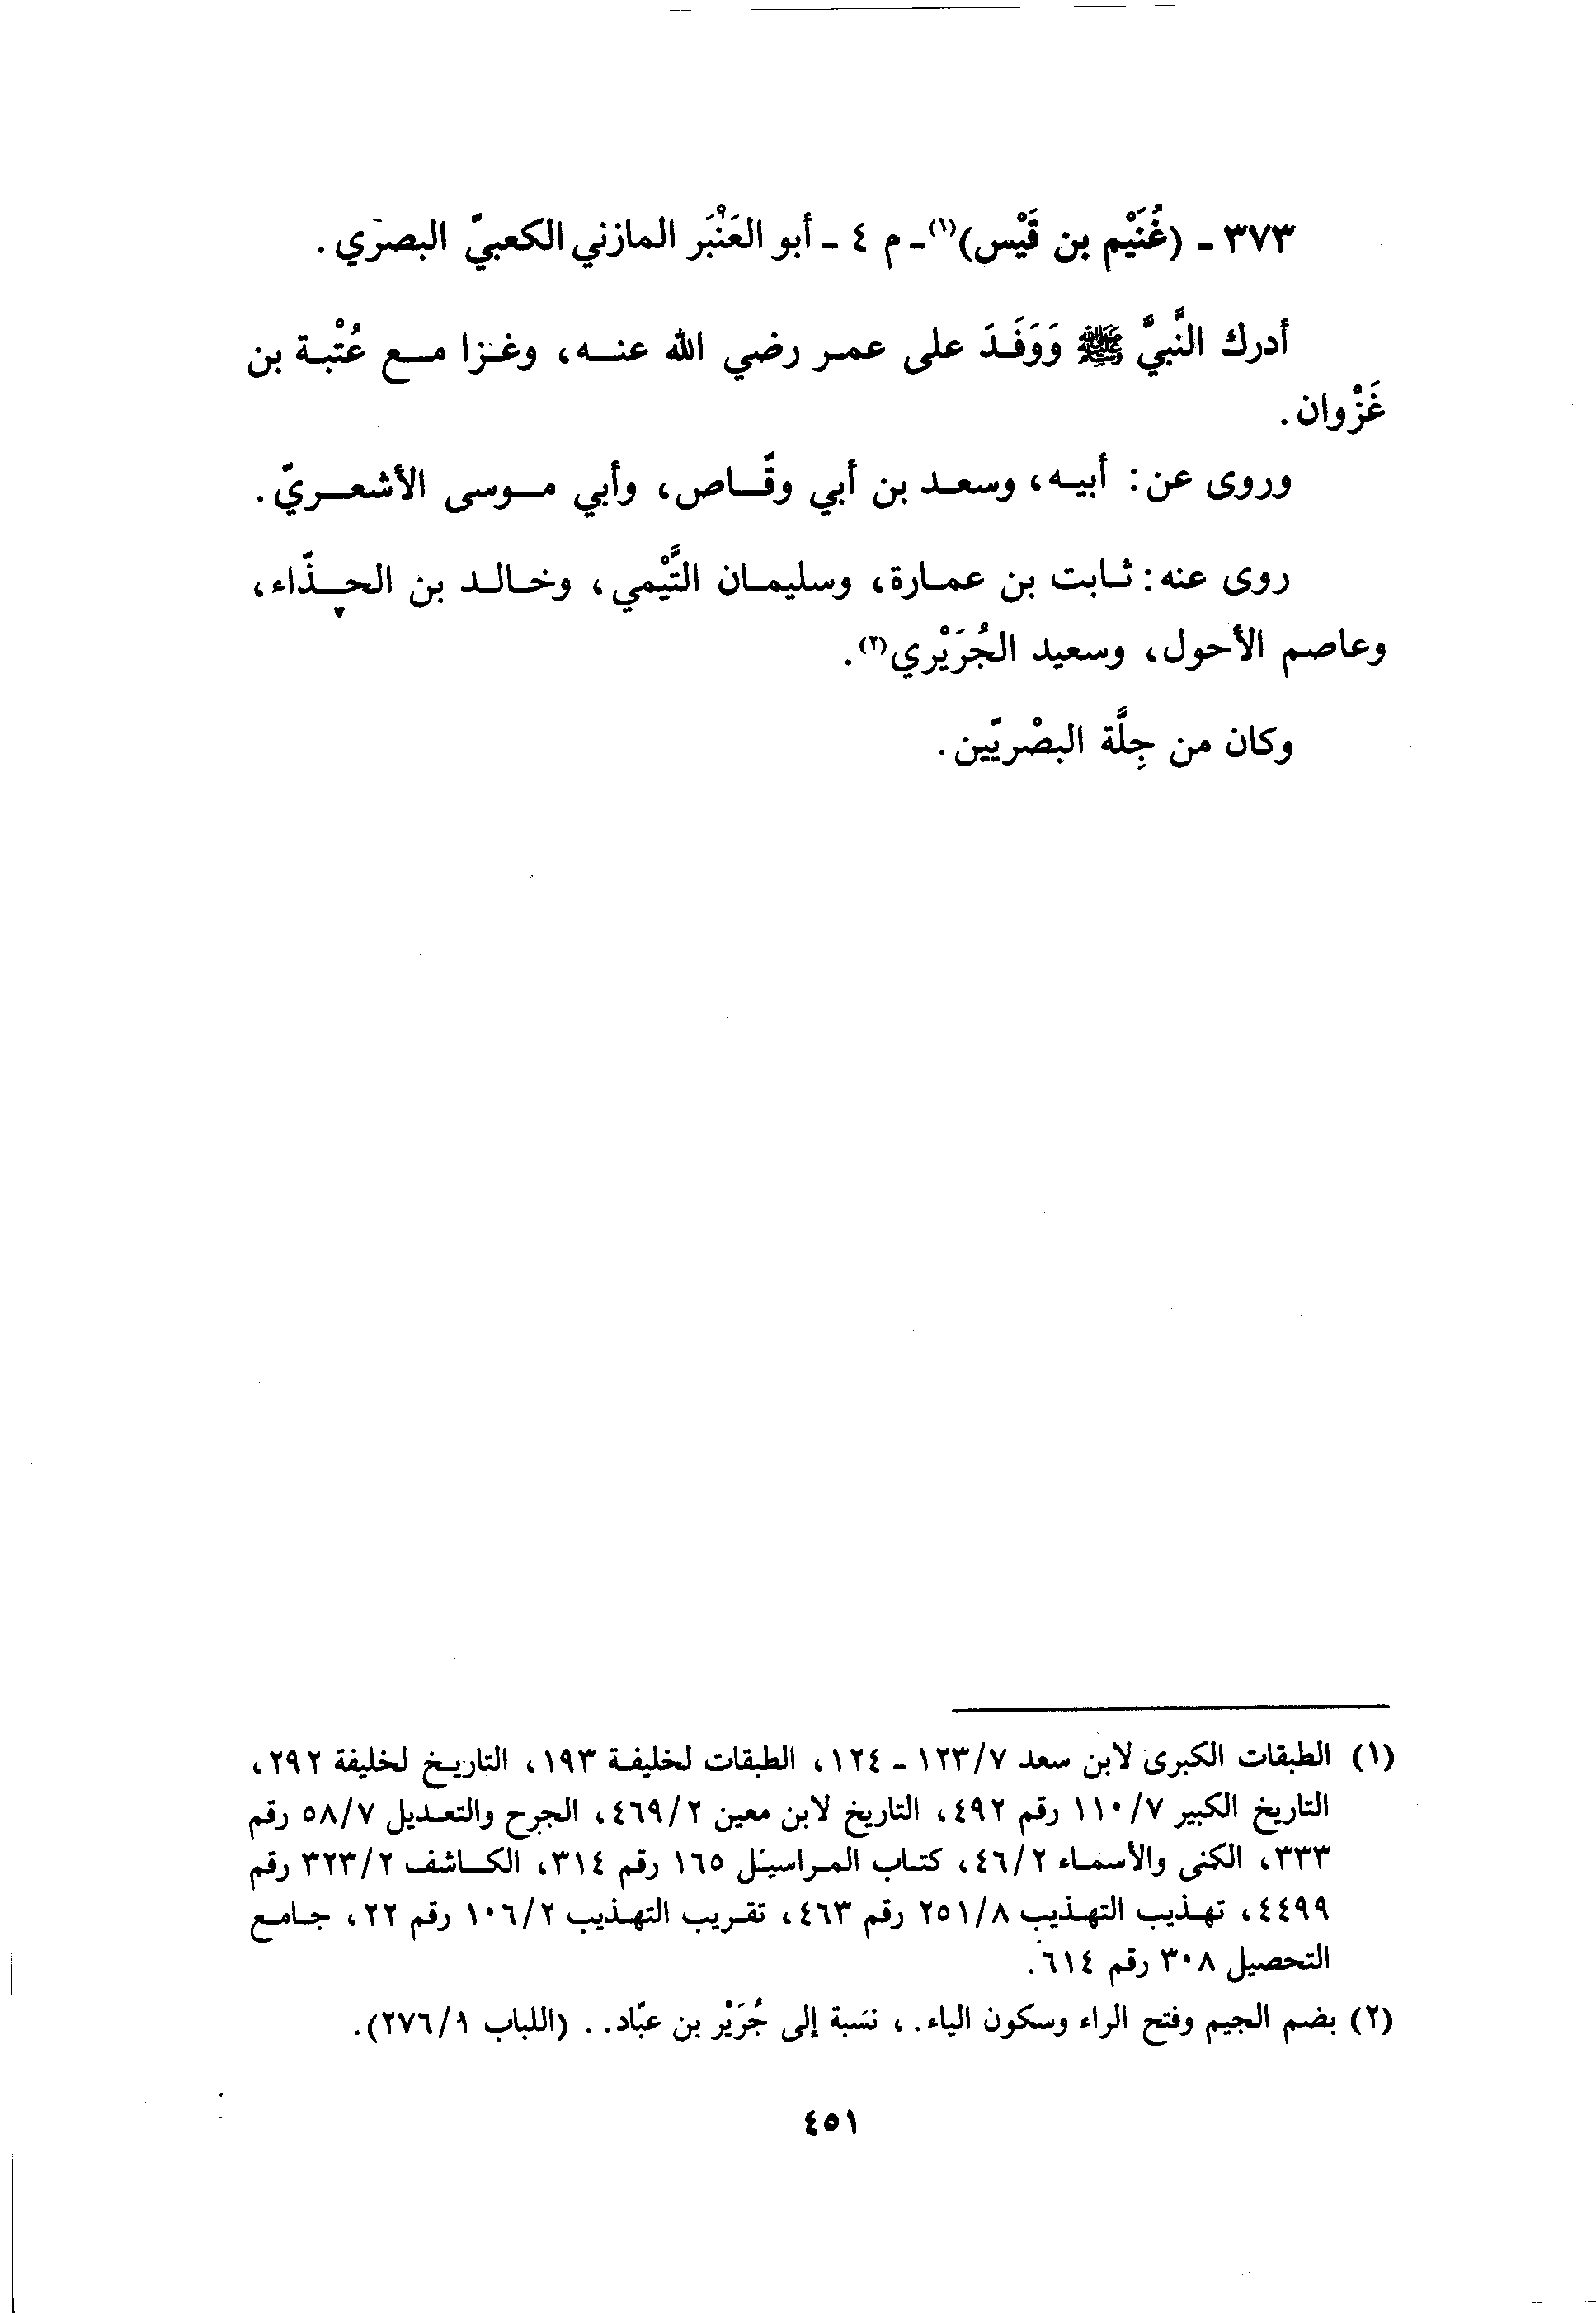 ٣٧٣ - (غُنَيْم بن قَيْس)(١) - م ٤ - أبو العَنْبَر المازني الكعبيّ البصري.
أدرك النَّبيَّ ﷺ وَوَفَدَ على عمر رضي الله عنه، وغزا مع عُتْبة بن
غَزْوان.
وروى عن: أبيه، وسعد بن أبي وقّاص، وأبي موسى الأشعريّ.
روى عنه: ثابت بن عمارة، وسليمان التَّيْمي، وخالد بن الحذّاء،
وعاصم الأحول، وسعيد الجُرَيْري(٢).
وكان من جِلَّة البصْريّين.
(١) الطبقات الكبرى لابن سعد ١٢٣/٧ - ١٢٤، الطبقات لخليفة ١٩٣، التاريخ لخليفة ٢٩٢،
التاريخ الكبير ١١٠/٧ رقم ٤٩٢، التاريخ لابن معين ٤٦٩/٢، الجرح والتعديل ٥٨/٧ رقم
٣٣٣، الكنى والأسماء ٤٦/٢، كتاب المراسيل ١٦٥ رقم ٣١٤، الكاشف ٣٢٣/٢ رقم
٤٤٩٩، تهذيب التهذيب ٢٥١/٨ رقم ٤٦٣، تقريب التهذيب ١٠٦/٢ رقم ٢٢، جامع
التحصيل ٣٠٨ رقم ٦١٤.
(٢) بضم الجيم وفتح الراء وسكون الياء.، نسبة إلى جُرَيْر بن عبّاد.. (اللباب ٢٧٦/١).
٤٥١